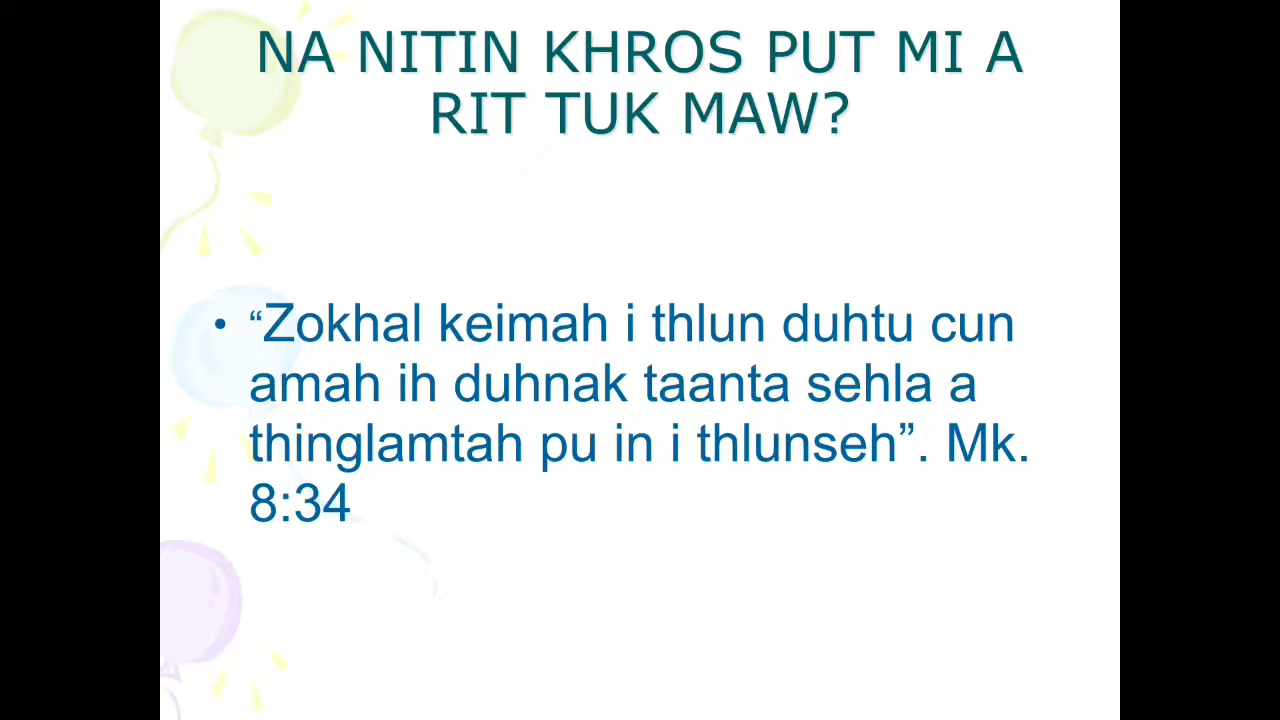 NA NITIN KHROS PUT MI A
RIT TUK MAW?
• “Zokhal keimah i thlun duhtu cun
amah ih duhnak taanta sehla a
thinglamtah pu in i thlunseh”. Mk.
8:34